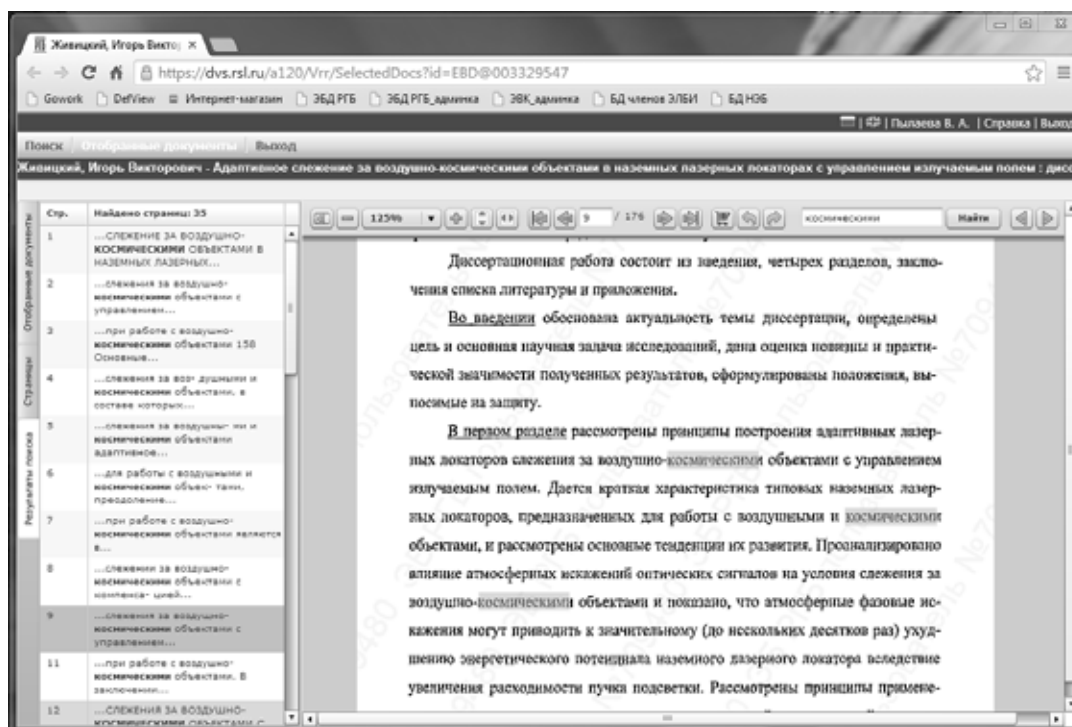 Живицкий, Игорь Викто
https://dvs.rsl.ru/a120/Vrr/SelectedDocs?id=EBD@003329547
Gowork DefView Интернет-магазин ЭБД РГБ ЭБД РГБ_админка ЭВК_админка БД членов ЭЛБИ БД НЭБ
Пылаева В. А. | Справка | Выход
Поиск Отобранные документы Выход
Живицкий, Игорь Викторович - Адаптивное слежение за воздушно-космическими объектами в наземных лазерных локаторах с управлением излучаемым полем : дисс
Отобранные документы
Страницы
Результаты поиска
Стр. Найдено страниц: 35
1 ...СЛЕЖЕНИЕ ЗА ВОЗДУШНО-
КОСМИЧЕСКИМИ ОБЪЕКТАМИ В
НАЗЕМНЫХ ЛАЗЕРНЫХ...
2 ...слежения за воздушно-
космическими объектами с
управлением...
3 ...при работе с воздушно-
космическими объектами 158
Основные...
4 ...слежения за воз- душными и
космическими объектами, в
составе которых...
5 ...слежения за воздушны- ми и
космическими объектами
адаптивное...
6 ...для работы с воздушными и
космическими объек- тами,
преодоление...
7 ...при работе с воздушно-
космическими объектами является
в...
8 ...слежении за воздушно-
космическими объектами с
компенса- цией...
9 ...слежения за воздушно-
космическими объектами с
управлением...
11 ...при работе с воздушно-
космическими объектами. В
заключении...
12 ...СЛЕЖЕНИЯ ЗА ВОЗДУШНО-
КОСМИЧЕСКИМИ ОБЪЕКТАМИ С
125% 9 / 176 космическими Найти
Диссертационная работа состоит из введения, четырех разделов, заклю-
чения списка литературы и приложения.
Во введении обоснована актуальность темы диссертации, определены
цель и основная научная задача исследований, дана оценка новизны и практи-
ческой значимости полученных результатов, сформулированы положения, вы-
носимые на защиту.
В первом разделе рассмотрены принципы построения адаптивных лазер-
ных локаторов слежения за воздушно-космическими объектами с управлением
излучаемым полем. Дается краткая характеристика типовых наземных лазер-
ных локаторов, предназначенных для работы с воздушными и космическими
объектами, и рассмотрены основные тенденции их развития. Проанализировано
влияние атмосферных искажений оптических сигналов на условия слежения за
воздушно-космическими объектами и показано, что атмосферные фазовые ис-
кажения могут приводить к значительному (до нескольких десятков раз) ухуд-
шению энергетического потенциала наземного лазерного локатора вследствие
увеличения расходимости пучка подсветки. Рассмотрены принципы примене-